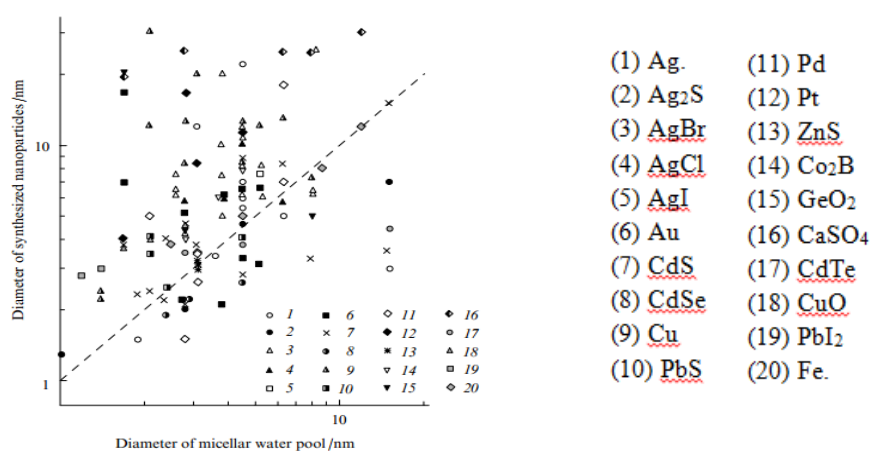 Diameter of synthesized nanoparticles/nm
10
1
1 6 11 16
2 7 12 17
3 8 13 18
4 9 14 19
5 10 15 20
10
Diameter of micellar water pool/nm
(1) Ag.
(2) Ag2S
(3) AgBr
(4) AgCl
(5) AgI
(6) Au
(7) CdS
(8) CdSe
(9) Cu
(10) PbS
(11) Pd
(12) Pt
(13) ZnS
(14) Co2B
(15) GeO2
(16) CaSO4
(17) CdTe
(18) CuO
(19) PbI2
(20) Fe.